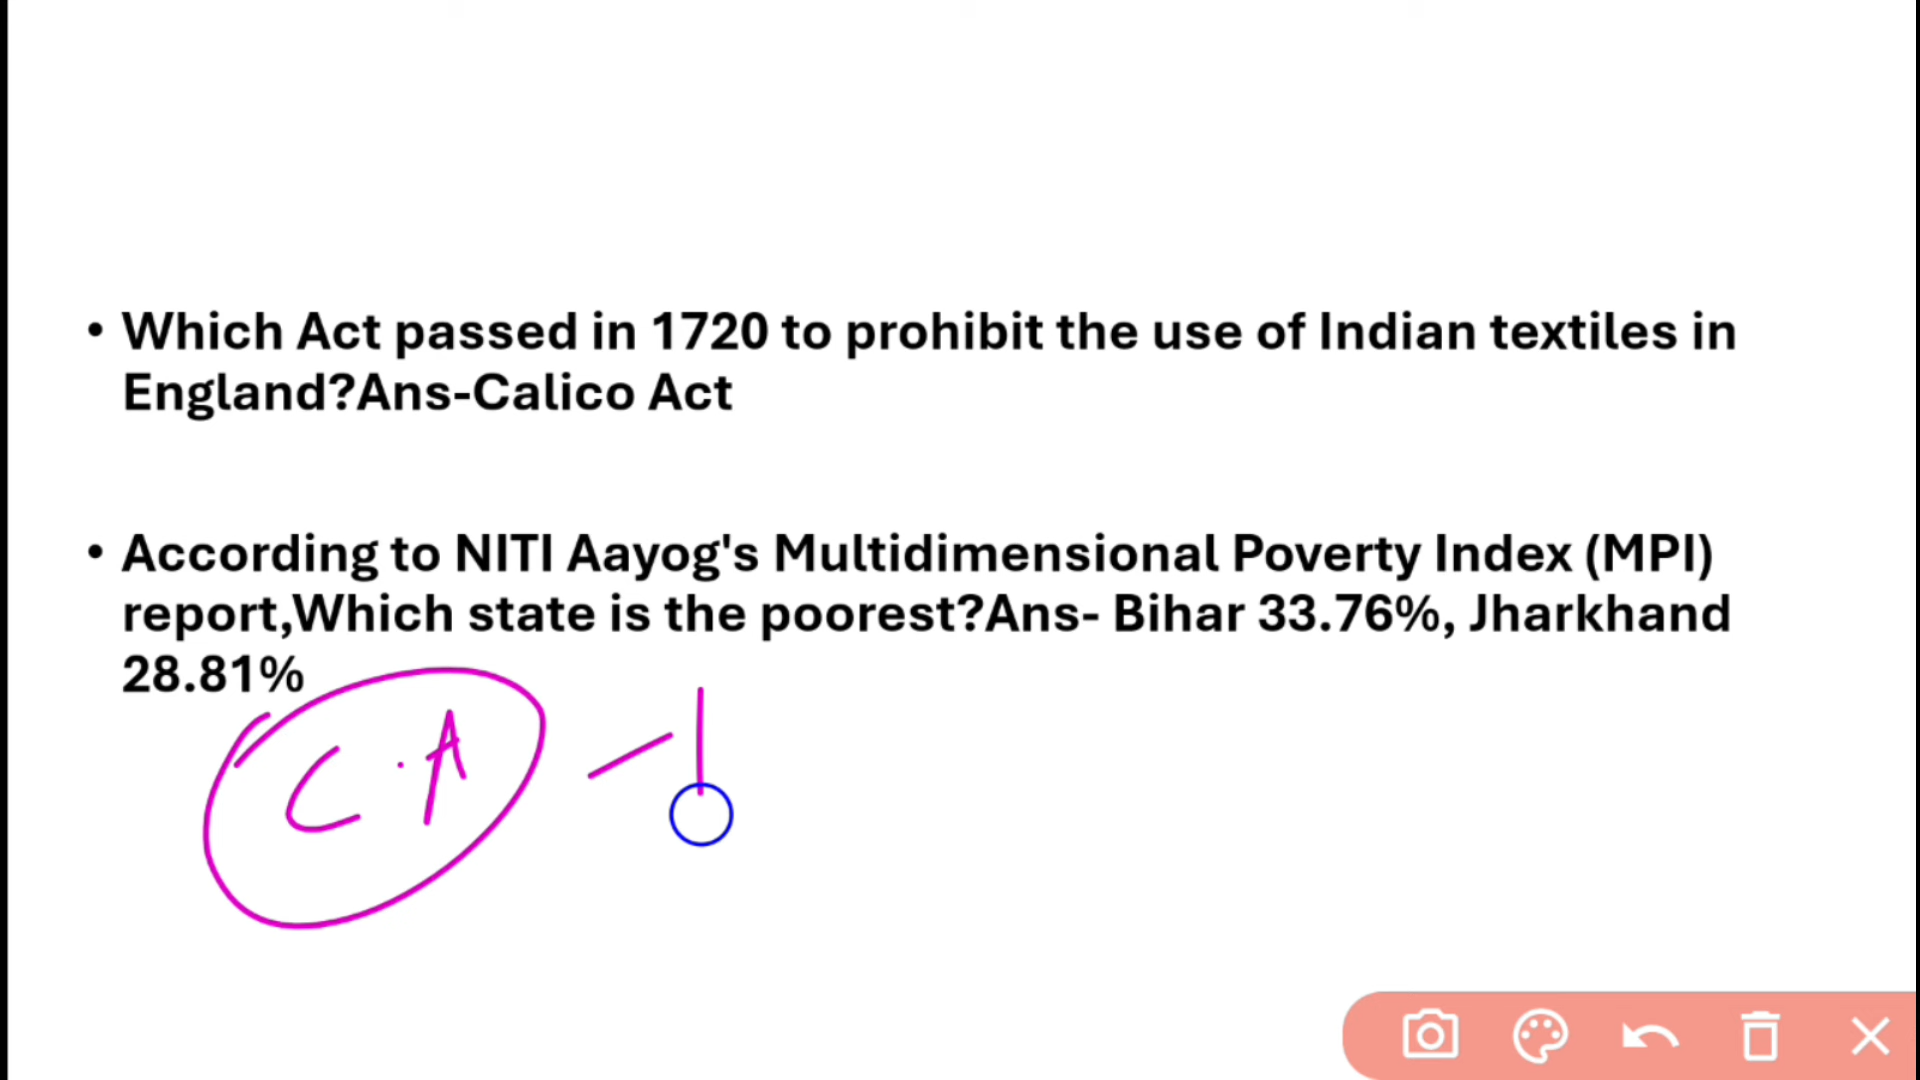 • Which Act passed in 1720 to prohibit the use of Indian textiles in
England?Ans-Calico Act
• According to NITI Aayog's Multidimensional Poverty Index (MPI)
report,Which state is the poorest?Ans- Bihar 33.76%, Jharkhand
28.81%
C.A -1